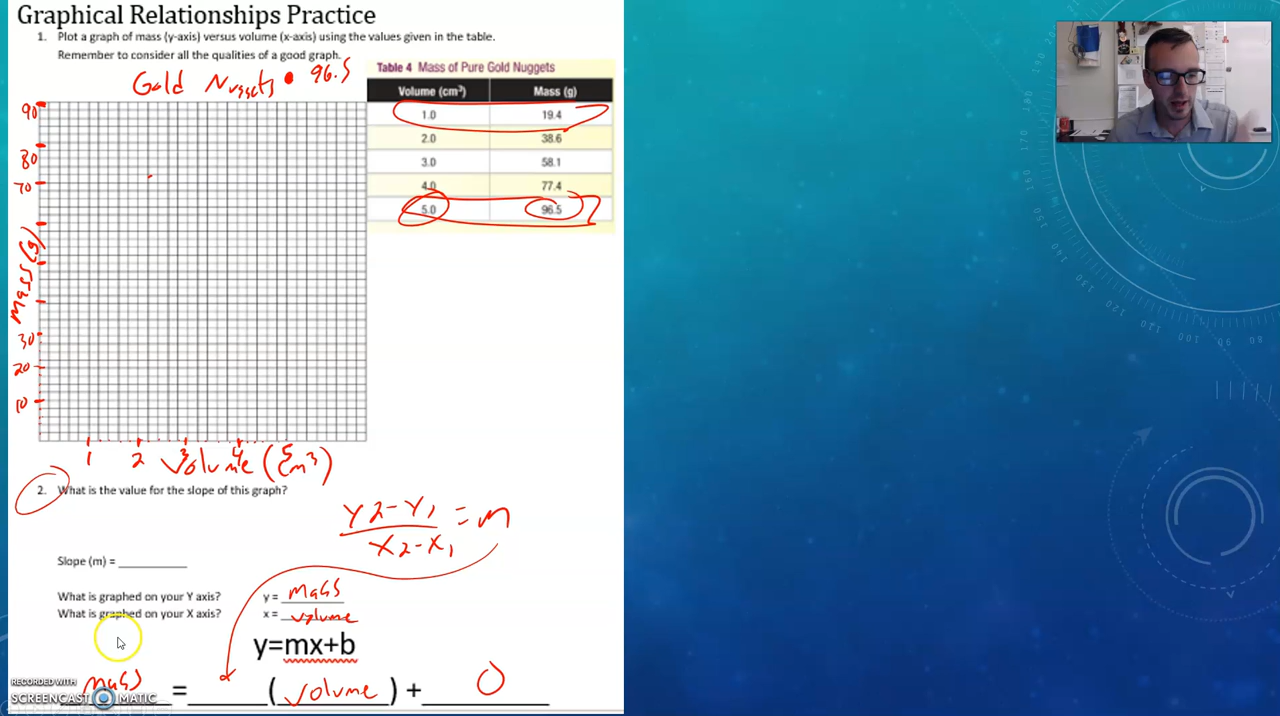 Graphical Relationships Practice
1. Plot a graph of mass (y-axis) versus volume (x-axis) using the values given in the table.
Remember to consider all the qualities of a good graph.
Gold Nuggets • 96.5
Table 4 Mass of Pure Gold Nuggets
Volume (cm³) Mass (g)
1.0 19.4
2.0 38.6
3.0 58.1
4.0 77.4
5.0 96.5
90
80
70
Mass (g)
30
20
10
1 2 3 4 5
Volume (cm³)
2. What is the value for the slope of this graph?
y2-y1
x2-x1
= m
Slope (m) =
What is graphed on your Y axis? y = mass
What is graphed on your X axis? x = volume
y=mx+b
mass = (volume) + 0
RECORDED WITH
SCREENCAST MATIC